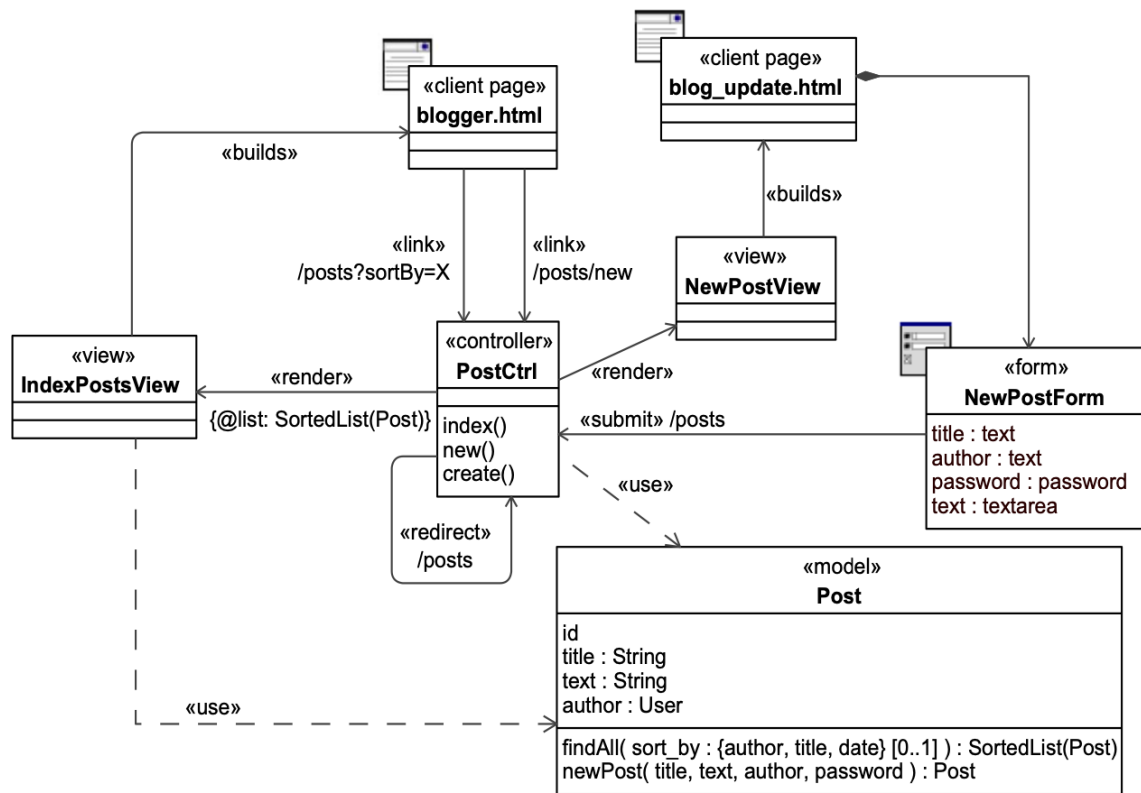 «client page»
blogger.html
«client page»
blog_update.html
«builds»
«builds»
«link»
/posts?sortBy=X
«link»
/posts/new
«view»
NewPostView
«view»
IndexPostsView
«render»
{@list: SortedList(Post)}
«controller»
PostCtrl
index()
new()
create()
«render»
«submit» /posts
«form»
NewPostForm
title : text
author : text
password : password
text : textarea
«redirect»
/posts
«use»
«use»
«model»
Post
id
title : String
text : String
author : User
findAll( sort_by : {author, title, date} [0..1] ) : SortedList(Post)
newPost( title, text, author, password ) : Post